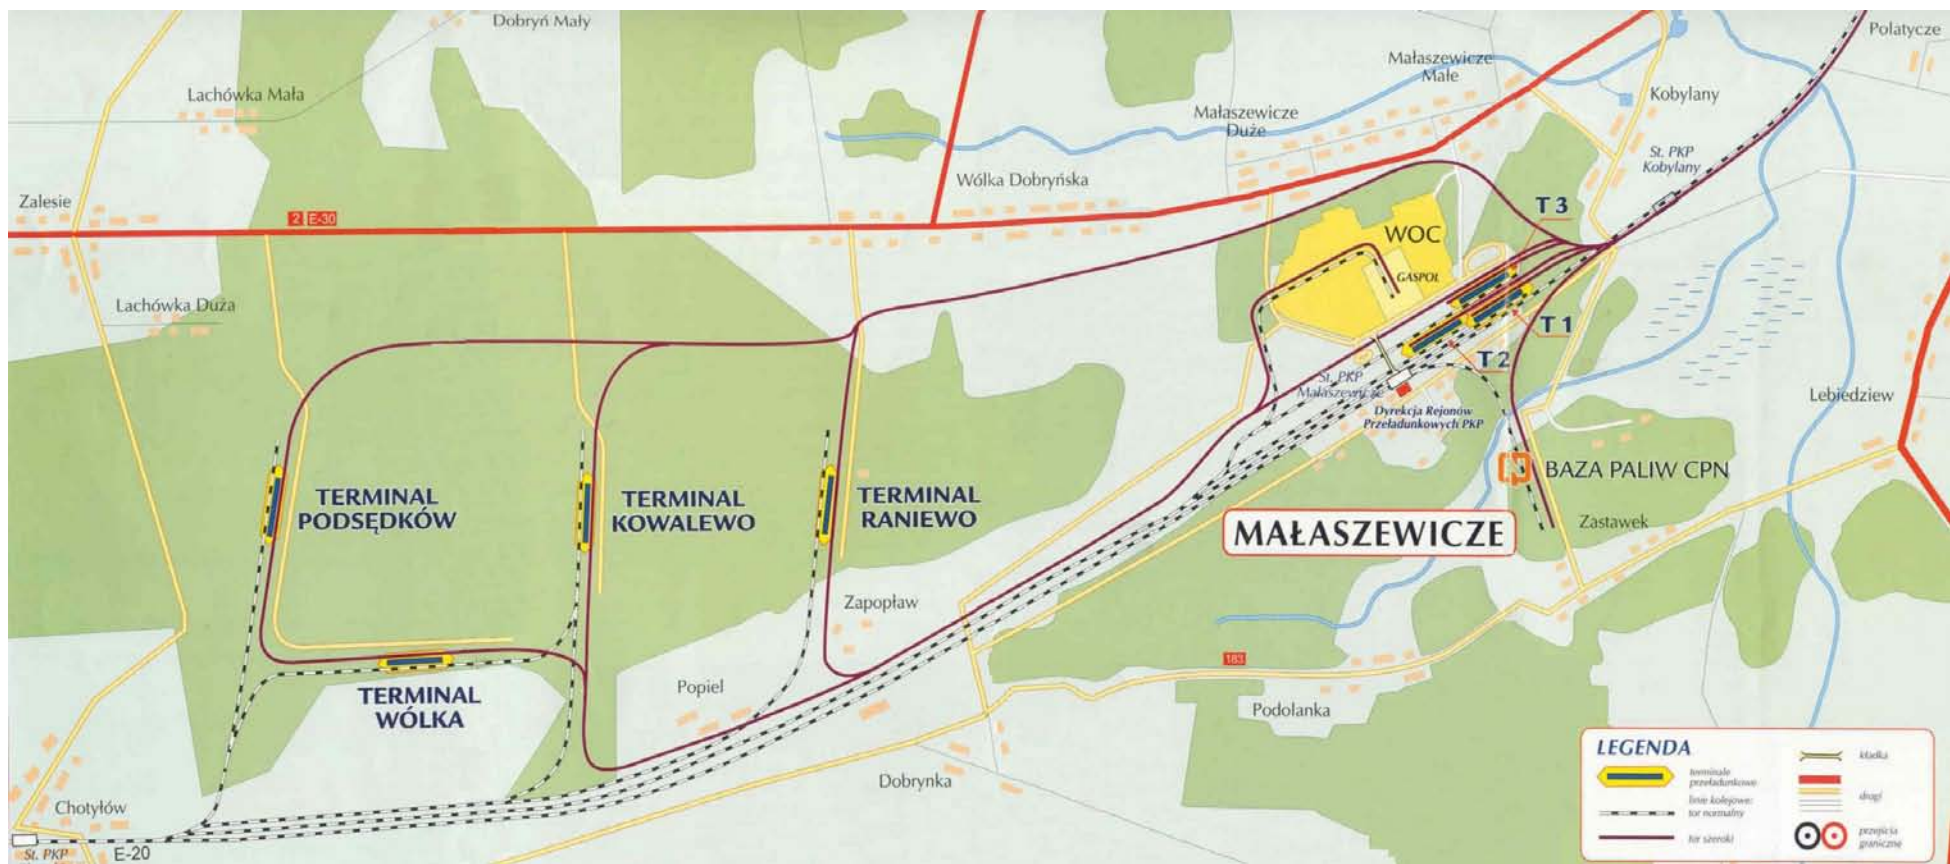 Dobryń Mały
Polatycze
Małaszewicze
Małe
Lachówka Mała
Kobylany
Małaszewicze
Duże
St. PKP
Kobylany
Wólka Dobryńska
Zalesie
T 3
2 E-30
WOC
GASPOL
Lachówka Duża
T 1
T 2
St. PKP
Małaszewicze
Lebiedziew
Dyrekcja Rejonów
Przeładunkowych PKP
BAZA PALIW CPN
TERMINAL
PODSĘDKÓW
TERMINAL
KOWALEWO
TERMINAL
RANIEWO
Zastawek
MAŁASZEWICZE
Zapopław
183
Popiel
TERMINAL
WÓLKA
Podolanka
Dobrynka
Chotyłów
E-20
St. PKP
LEGENDA
terminale
przeładunkowe
linie kolejowe:
tor normalny
tor szeroki
kładka
drogi
przejścia
graniczne